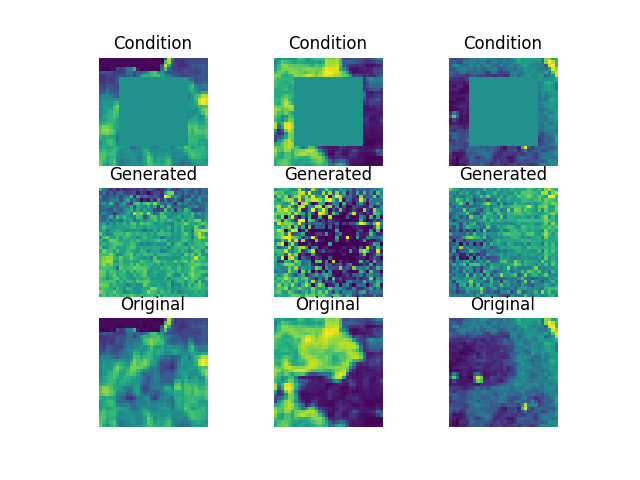 Condition Condition Condition
Generated Generated Generated
Original Original Original